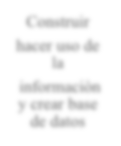 Construir
hacer uso de
la
información
y crear base
de datos